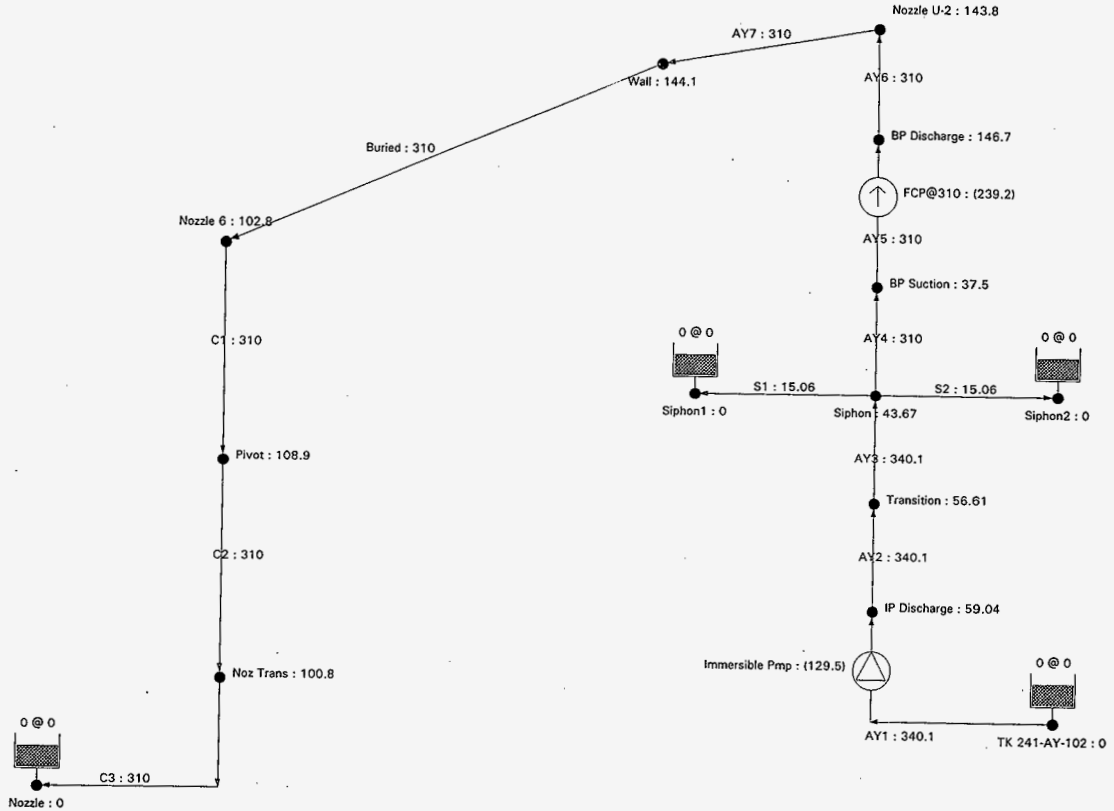 Nozzle U-2 : 143.8
AY7 : 310
Wall : 144.1
AY6 : 310
BP Discharge : 146.7
Buried : 310
FCP@310 : (239.2)
Nozzle 6 : 102.8
AY5 : 310
BP Suction : 37.5
C1 : 310
0 @ 0
AY4 : 310
0 @ 0
S1 : 15.06
S2 : 15.06
Siphon1 : 0
Siphon : 43.67
Siphon2 : 0
Pivot : 108.9
AY3 : 340.1
Transition : 56.61
C2 : 310
AY2 : 340.1
IP Discharge : 59.04
Noz Trans : 100.8
Immersible Pmp : (129.5)
0 @ 0
0 @ 0
AY1 : 340.1
TK 241-AY-102 : 0
C3 : 310
Nozzle : 0